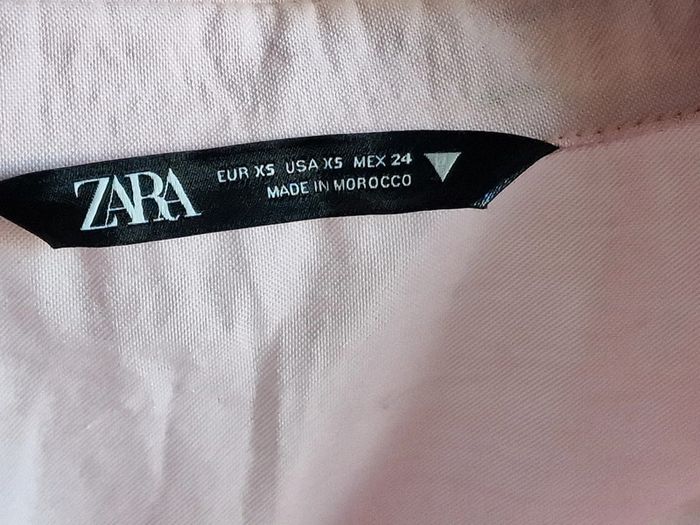 ZARA
EUR XS USA XS MEX 24
MADE IN MOROCCO